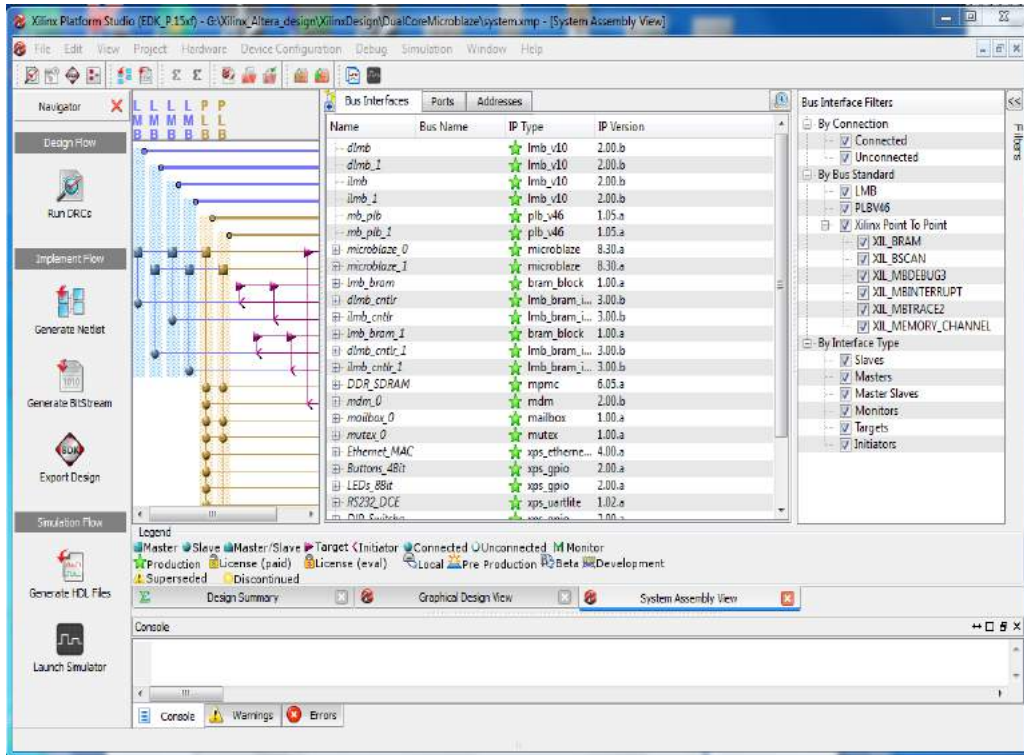 Xilinx Platform Studio (EDK_P.15xf) - G:\Xilinx_Altera_design\XilinxDesign\DualCoreMicroblaze\system.xmp - [System Assembly View]
File Edit View Project Hardware Device Configuration Debug Simulation Window Help
Navigator
Design Flow
Run DRCs
Implement Flow
Generate Netlist
Generate BitStream
Export Design
Simulation Flow
Generate HDL Files
Launch Simulator
L L L L P P
M M M M L L
B B B B B B
Bus Interfaces Ports Addresses
Name Bus Name IP Type IP Version
dlmb lmb_v10 2.00.b
dlmb_1 lmb_v10 2.00.b
ilmb lmb_v10 2.00.b
ilmb_1 lmb_v10 2.00.b
mb_plb plb_v46 1.05.a
mb_plb_1 plb_v46 1.05.a
microblaze_0 microblaze 8.30.a
microblaze_1 microblaze 8.30.a
lmb_bram bram_block 1.00.a
dlmb_cntlr lmb_bram_i... 3.00.b
ilmb_cntlr lmb_bram_i... 3.00.b
lmb_bram_1 bram_block 1.00.a
dlmb_cntlr_1 lmb_bram_i... 3.00.b
ilmb_cntlr_1 lmb_bram_i... 3.00.b
DDR_SDRAM mpmc 6.05.a
mdm_0 mdm 2.00.b
mailbox_0 mailbox 1.00.a
mutex_0 mutex 1.00.a
Ethernet_MAC xps_etherne... 4.00.a
Buttons_4Bit xps_gpio 2.00.a
LEDs_8Bit xps_gpio 2.00.a
RS232_DCE xps_uartlite 1.02.a
Bus Interface Filters
By Connection
Connected
Unconnected
By Bus Standard
LMB
PLBV46
Xilinx Point To Point
XIL_BRAM
XIL_BSCAN
XIL_MBDEBUG3
XIL_MBINTERRUPT
XIL_MBTRACE2
XIL_MEMORY_CHANNEL
By Interface Type
Slaves
Masters
Master Slaves
Monitors
Targets
Initiators
Filters
Legend
Master Slave Master/Slave Target Initiator Connected Unconnected M Monitor
Production License (paid) License (eval) Local Pre Production Beta Development
Superseded Discontinued
Design Summary Graphical Design View System Assembly View
Console
Console Warnings Errors